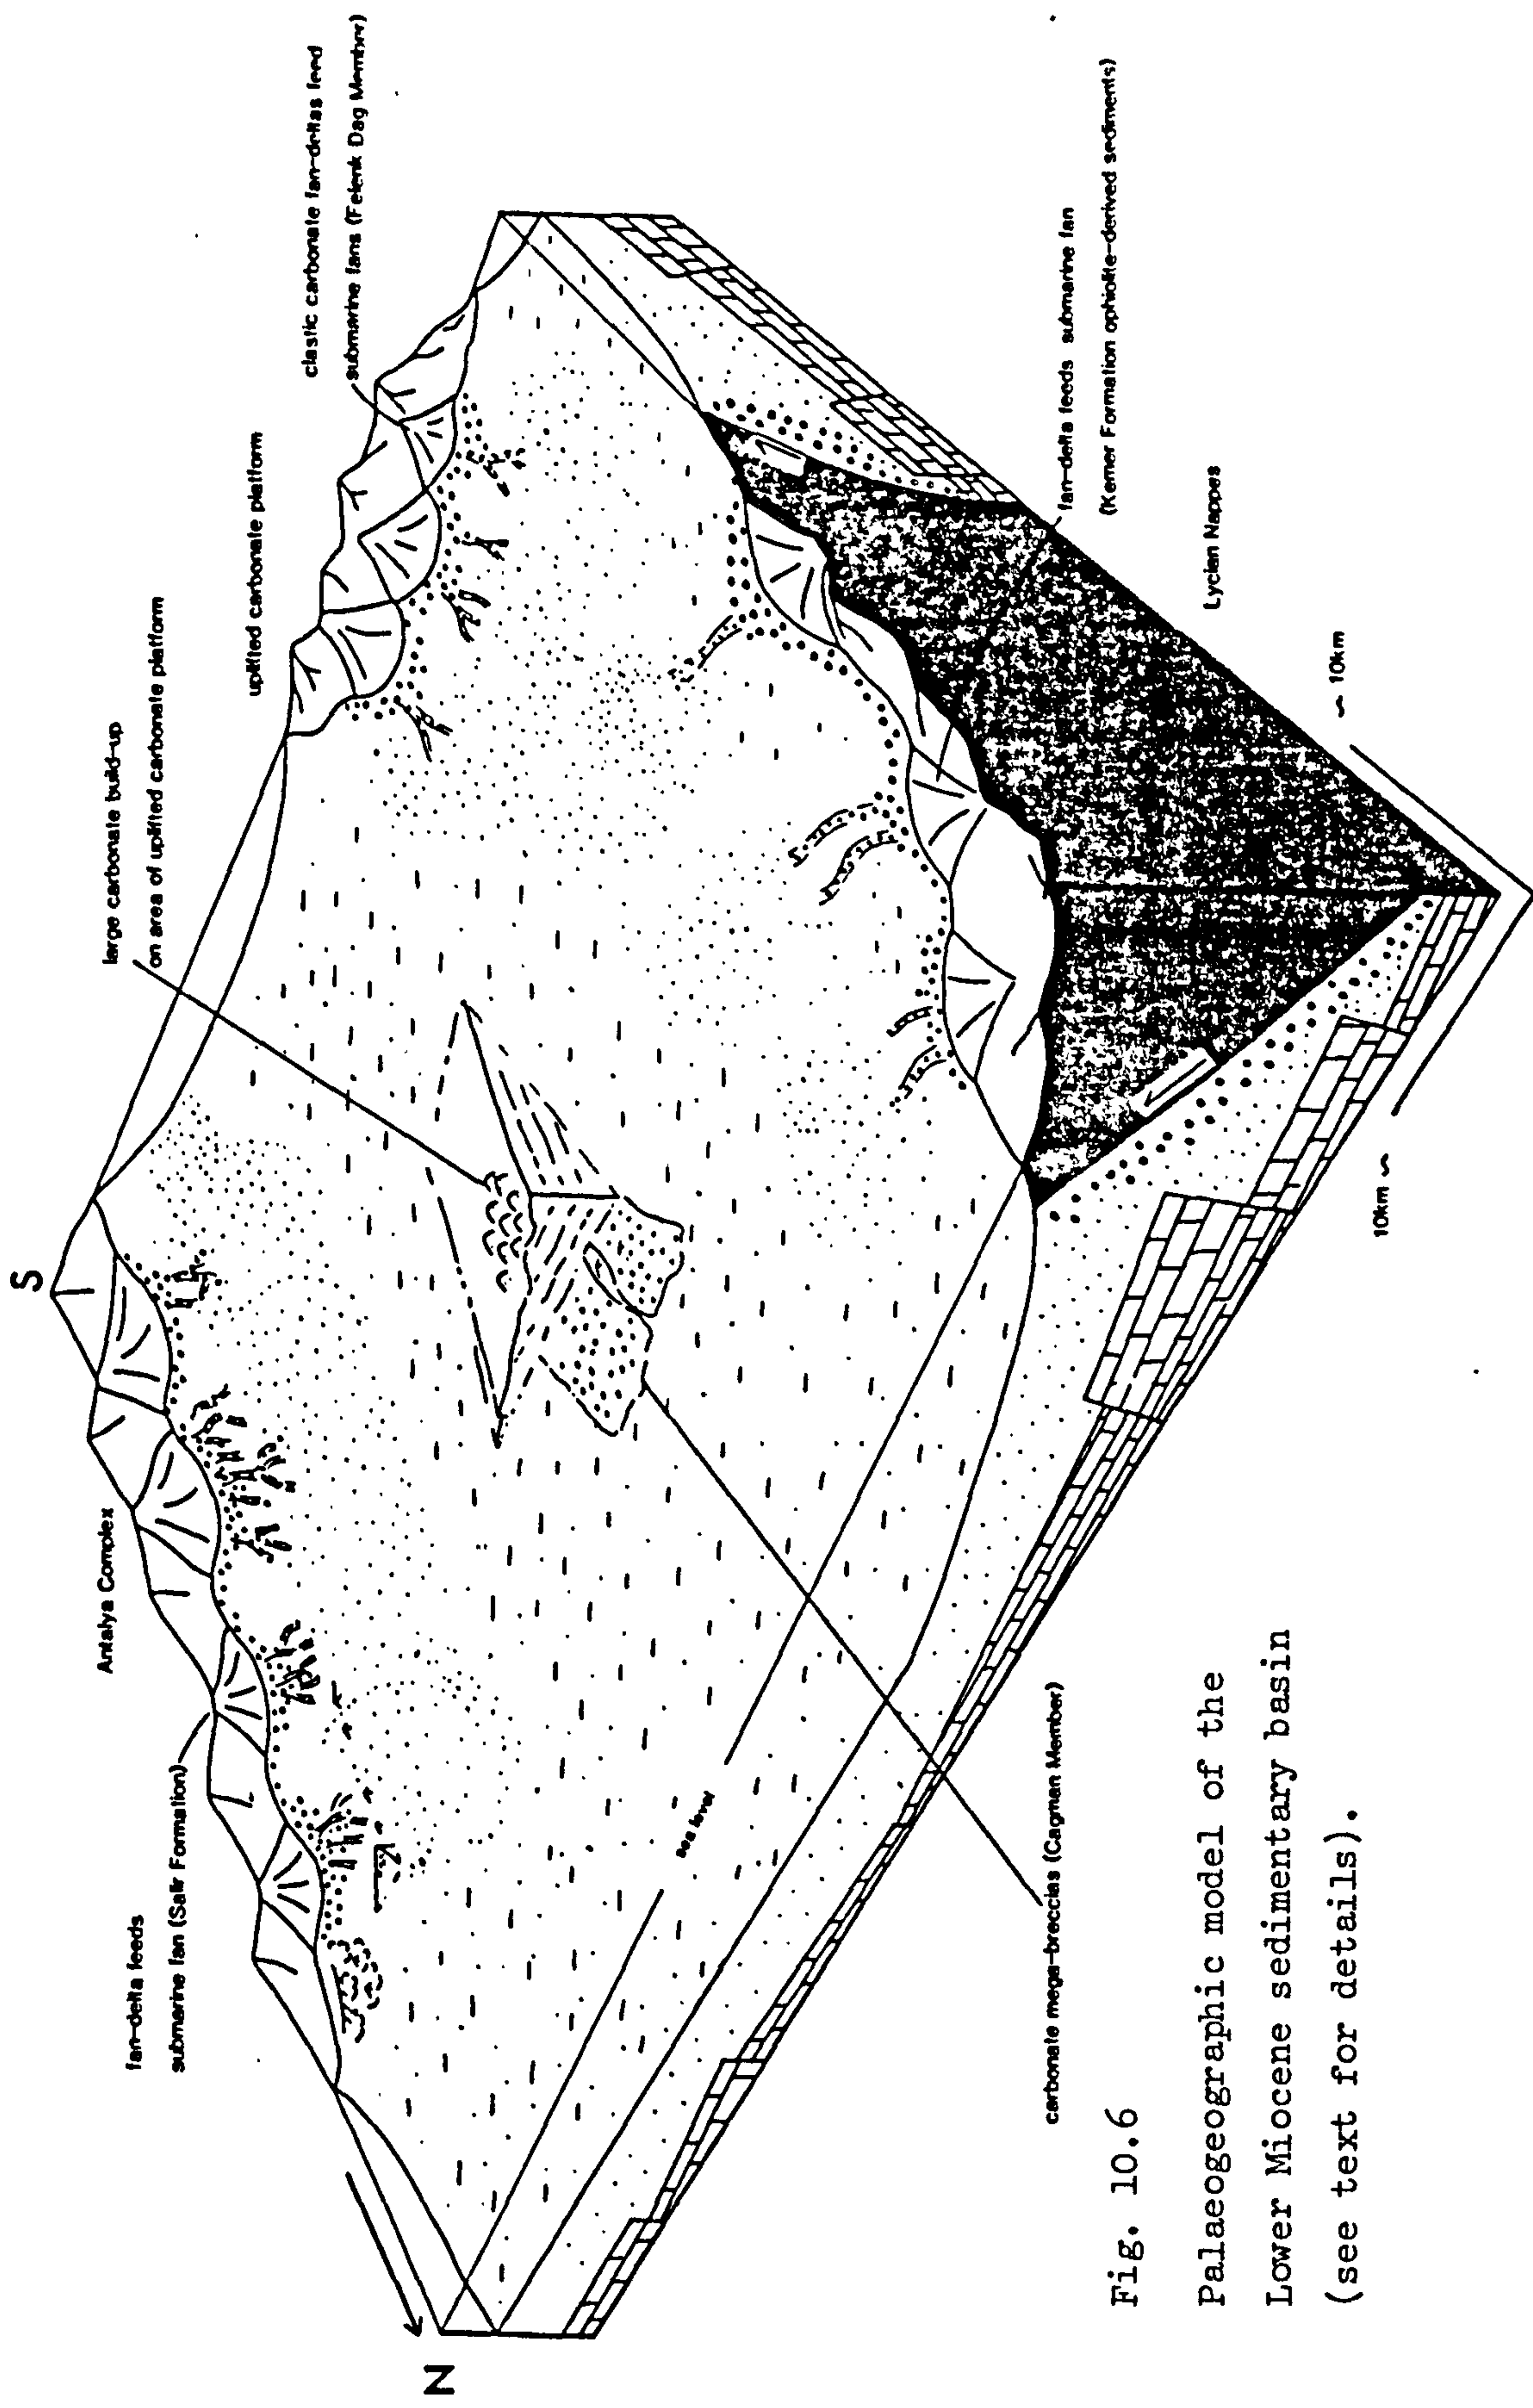 S
N
Antalya Complex
fan-delta feeds
submarine fan (Salir Formation)
large carbonate build-up
on area of uplifted carbonate platform
uplifted carbonate platform
clastic carbonate fan-deltas feed
submarine fans (Felenk Dag Member)
fan-delta feeds submarine fan
(Kemer Formation ophiolite-derived sediments)
Lycian Nappes
~ 10km
10km ~
Sea level
carbonate mega-breccias (Cagman Member)
Fig. 10.6
Palaeogeographic model of the
Lower Miocene sedimentary basin
(see text for details).